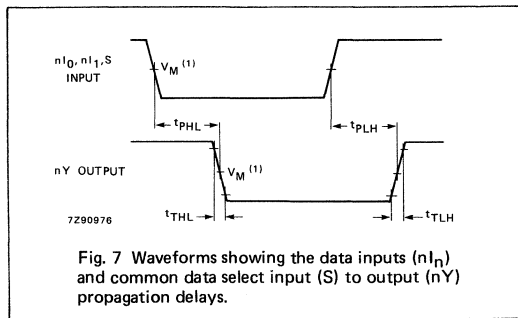 nI0, nI1, S
INPUT
VM (1)
tPHL
tPLH
nY OUTPUT
VM (1)
tTHL
tTLH
7Z90976
Fig. 7 Waveforms showing the data inputs (nIn)
and common data select input (S) to output (nY)
propagation delays.